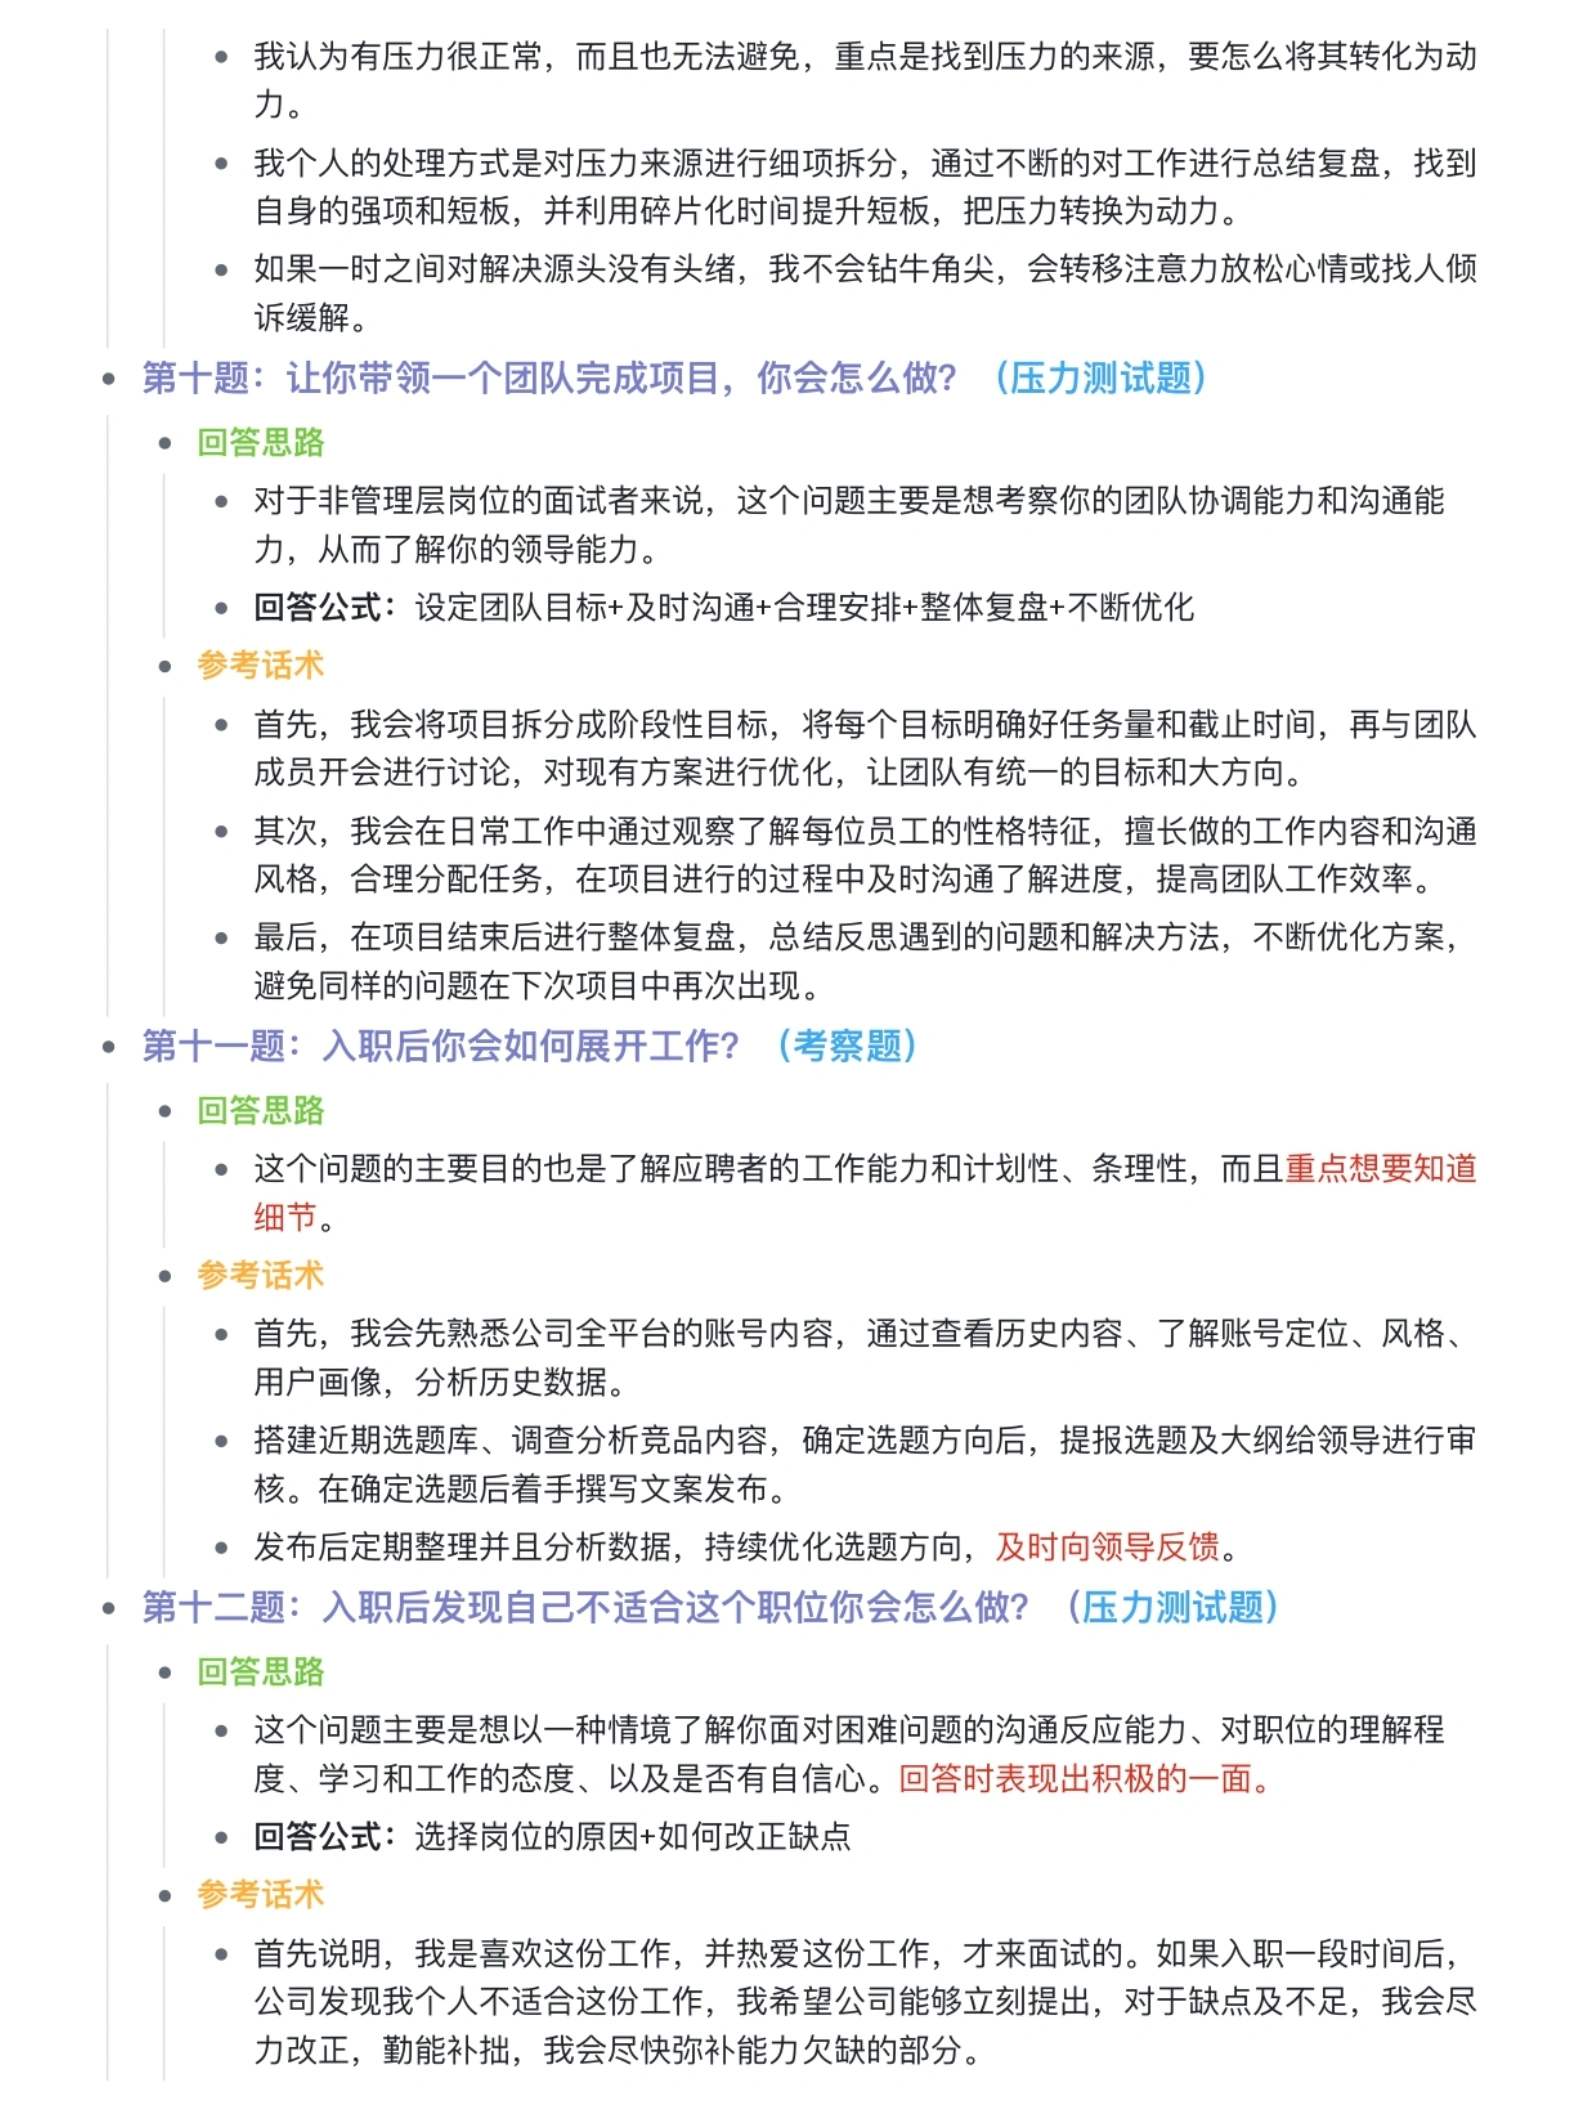 我认为有压力很正常，而且也无法避免，重点是找到压力的来源，要怎么将其转化为动
力。
我个人的处理方式是对压力来源进行细项拆分，通过不断的对工作进行总结复盘，找到
自身的强项和短板，并利用碎片化时间提升短板，把压力转换为动力。
如果一时之间对解决源头没有头绪，我不会钻牛角尖，会转移注意力放松心情或找人倾
诉缓解。
第十题：让你带领一个团队完成项目，你会怎么做？（压力测试题）
回答思路
对于非管理层岗位的面试者来说，这个问题主要是想考察你的团队协调能力和沟通能
力，从而了解你的领导能力。
回答公式：设定团队目标+及时沟通+合理安排+整体复盘+不断优化
参考话术
首先，我会将项目拆分成阶段性目标，将每个目标明确好任务量和截止时间，再与团队
成员开会进行讨论，对现有方案进行优化，让团队有统一的目标和大方向。
其次，我会在日常工作中通过观察了解每位员工的性格特征，擅长做的工作内容和沟通
风格，合理分配任务，在项目进行的过程中及时沟通了解进度，提高团队工作效率。
最后，在项目结束后进行整体复盘，总结反思遇到的问题和解决方法，不断优化方案，
避免同样的问题在下次项目中再次出现。
第十一题：入职后你会如何展开工作？（考察题）
回答思路
这个问题的主要目的也是了解应聘者的工作能力和计划性、条理性，而且重点想要知道
细节。
参考话术
首先，我会先熟悉公司全平台的账号内容，通过查看历史内容、了解账号定位、风格、
用户画像，分析历史数据。
搭建近期选题库、调查分析竞品内容，确定选题方向后，提报选题及大纲给领导进行审
核。在确定选题后着手撰写文案发布。
发布后定期整理并且分析数据，持续优化选题方向，及时向领导反馈。
第十二题：入职后发现自己不适合这个职位你会怎么做？（压力测试题）
回答思路
这个问题主要是想以一种情境了解你面对困难问题的沟通反应能力、对职位的理解程
度、学习和工作的态度、以及是否有自信心。回答时表现出积极的一面。
回答公式：选择岗位的原因+如何改正缺点
参考话术
首先说明，我是喜欢这份工作，并热爱这份工作，才来面试的。如果入职一段时间后，
公司发现我个人不适合这份工作，我希望公司能够立刻提出，对于缺点及不足，我会尽
力改正，勤能补拙，我会尽快弥补能力欠缺的部分。